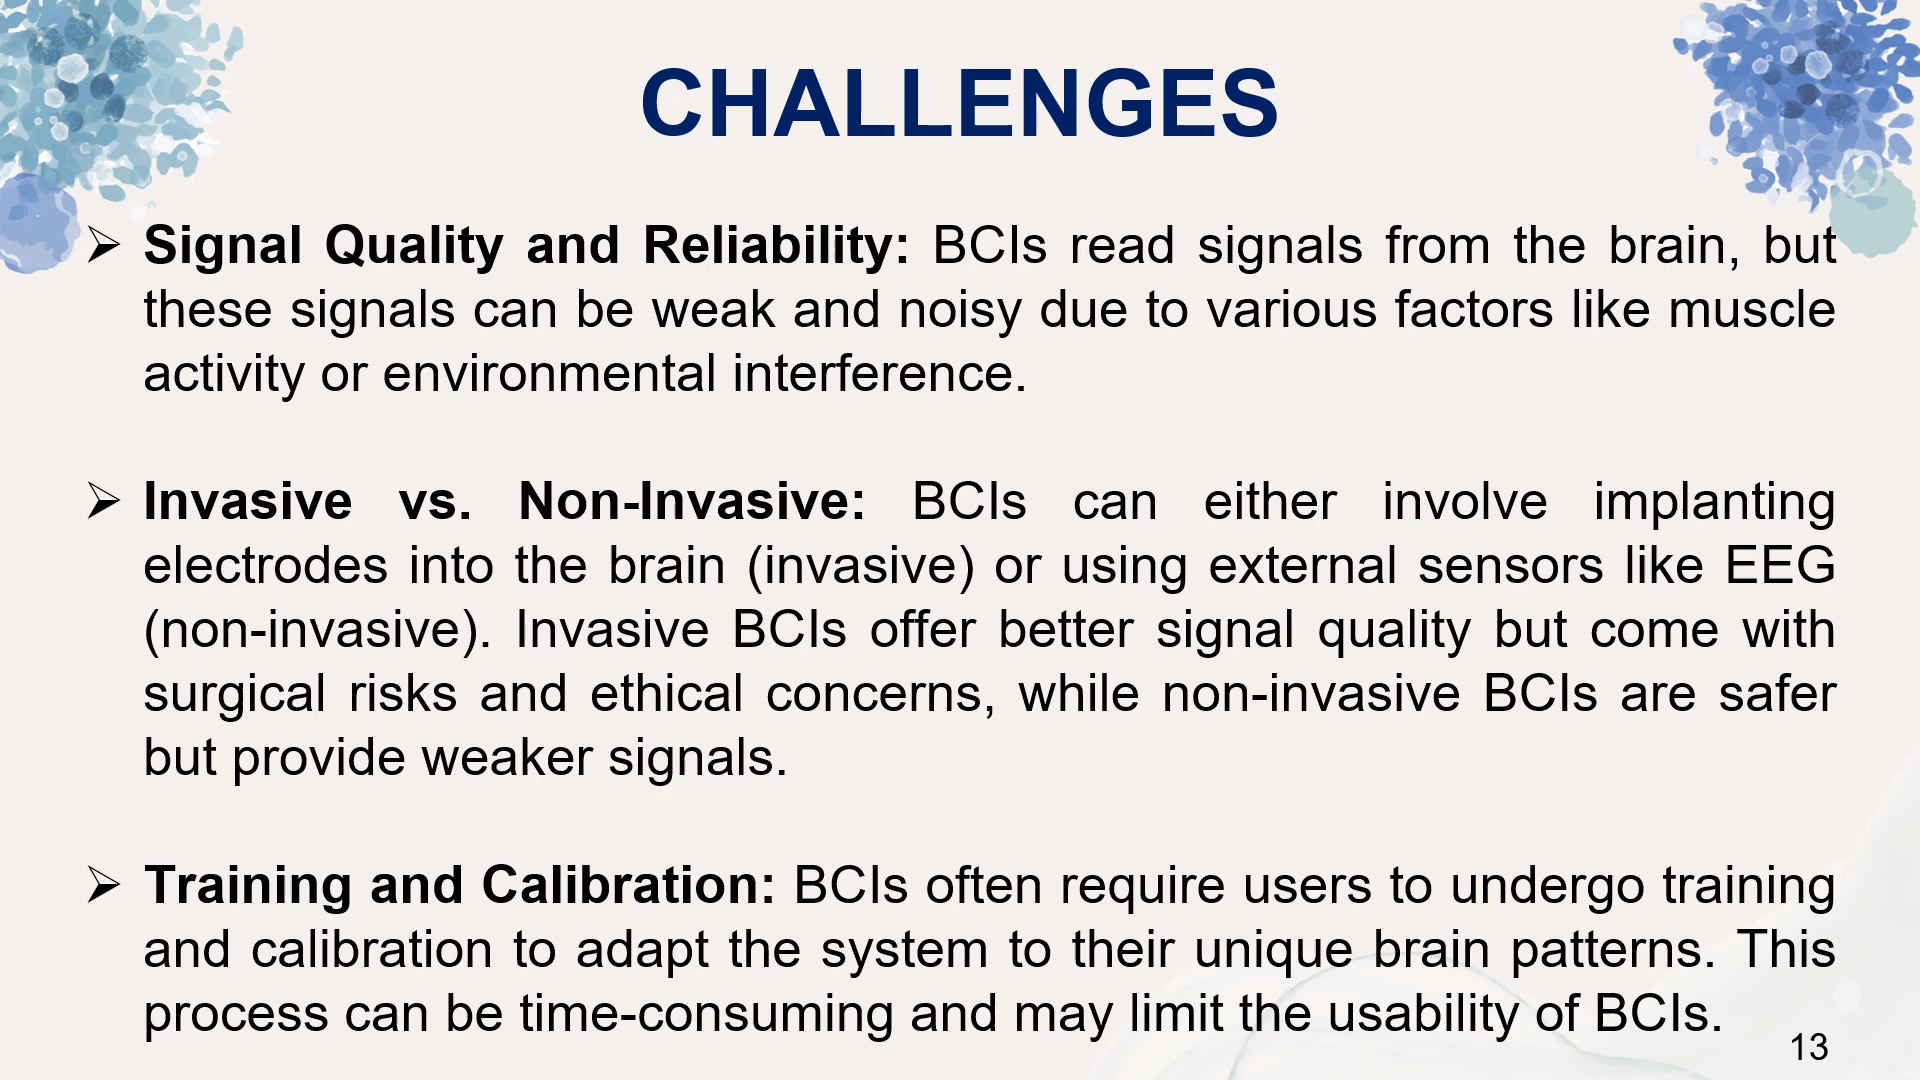 CHALLENGES
➢ Signal Quality and Reliability: BCIs read signals from the brain, but
these signals can be weak and noisy due to various factors like muscle
activity or environmental interference.
➢ Invasive vs. Non-Invasive: BCIs can either involve implanting
electrodes into the brain (invasive) or using external sensors like EEG
(non-invasive). Invasive BCIs offer better signal quality but come with
surgical risks and ethical concerns, while non-invasive BCIs are safer
but provide weaker signals.
➢ Training and Calibration: BCIs often require users to undergo training
and calibration to adapt the system to their unique brain patterns. This
process can be time-consuming and may limit the usability of BCIs.
13